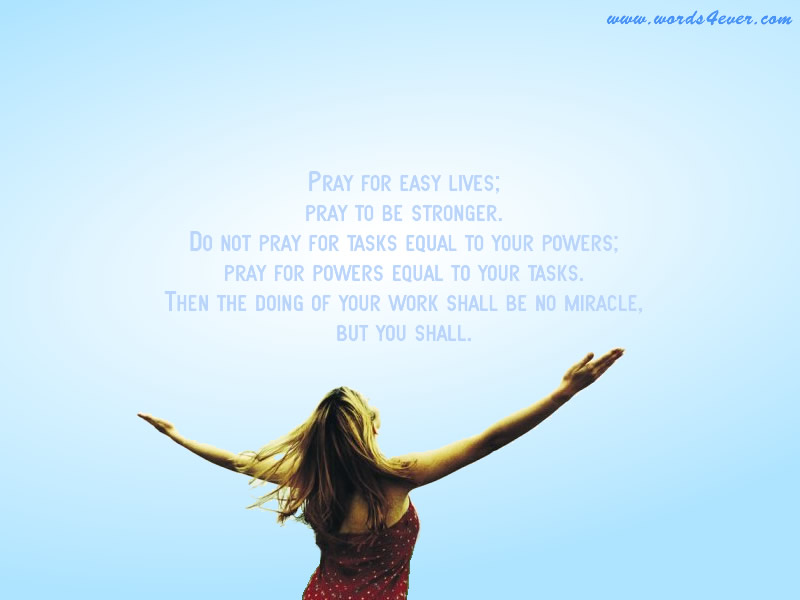 www.words4ever.com
Pray for easy lives;
pray to be stronger.
Do not pray for tasks equal to your powers;
pray for powers equal to your tasks.
Then the doing of your work shall be no miracle,
but you shall.